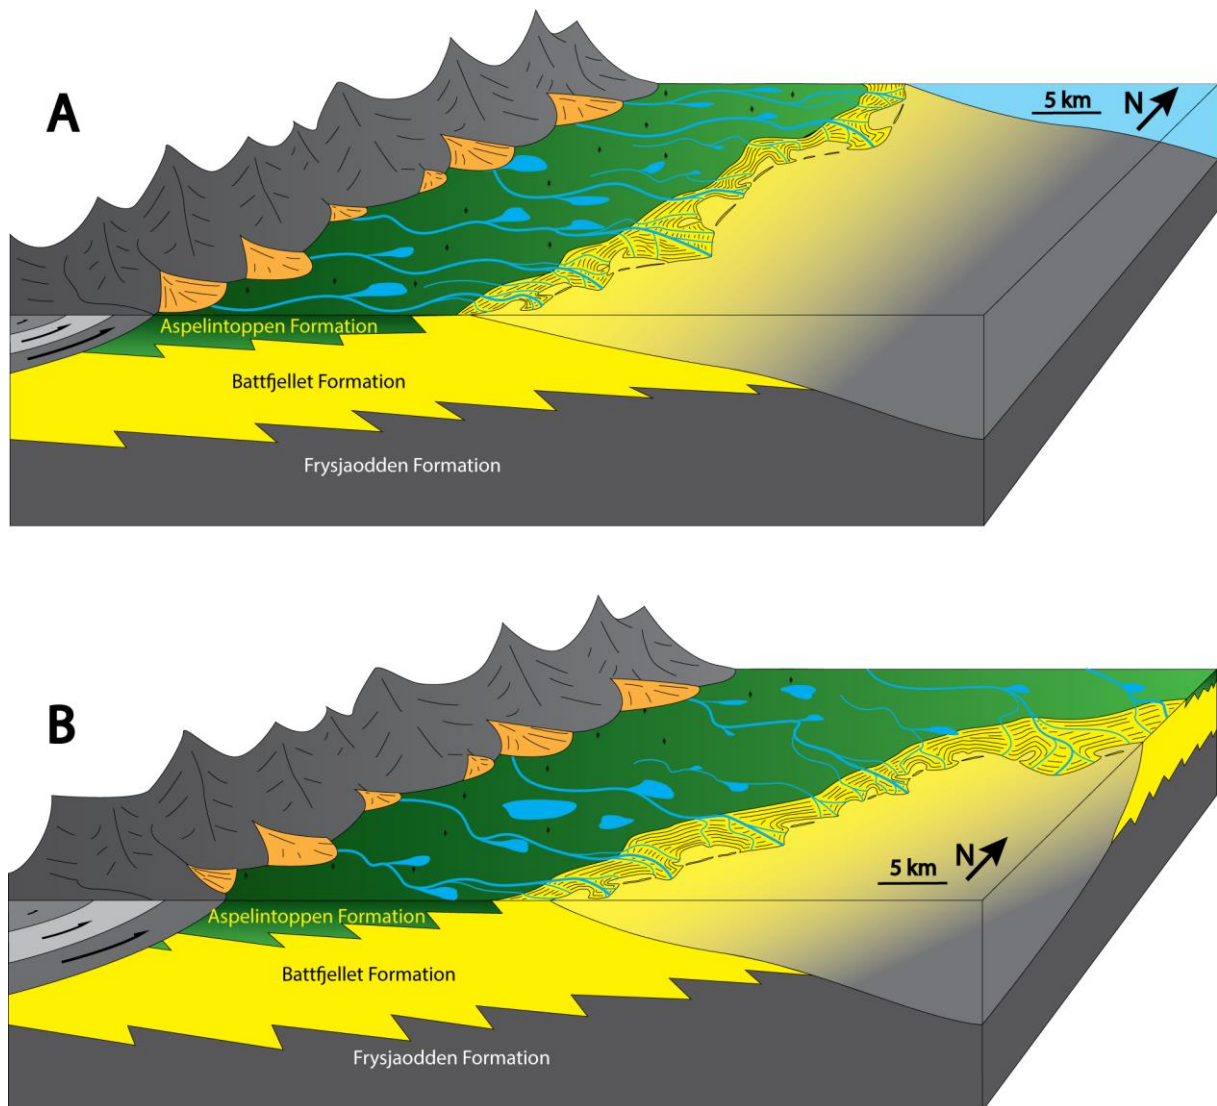 A
5 km
N
Aspelintoppen Formation
Battfjellet Formation
Frysjaodden Formation
B
5 km
N
Aspelintoppen Formation
Battfjellet Formation
Frysjaodden Formation